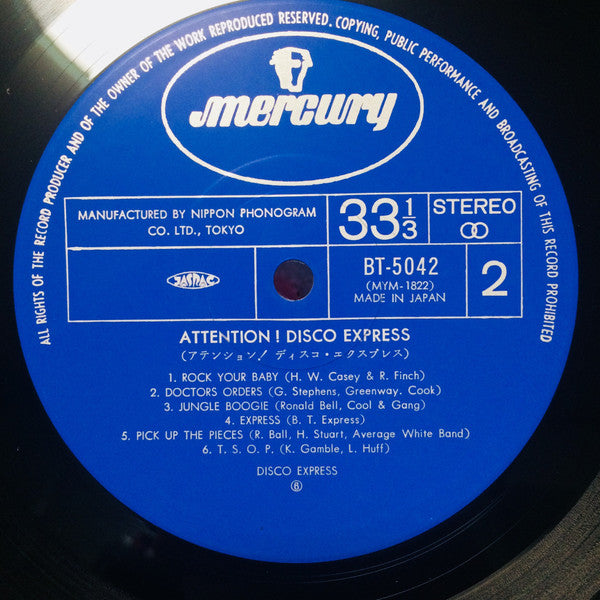 ALL RIGHTS OF THE RECORD PRODUCER AND OF THE OWNER OF THE WORK REPRODUCED RESERVED. COPYING, PUBLIC PERFORMANCE AND BROADCASTING OF THIS RECORD PROHIBITED
mercury
MANUFACTURED BY NIPPON PHONOGRAM
CO. LTD., TOKYO
33 1/3
STEREO
JASRAC
BT-5042
(MYM-1822)
MADE IN JAPAN
2
ATTENTION! DISCO EXPRESS
(アテンション! ディスコ・エクスプレス)
1. ROCK YOUR BABY (H. W. Casey & R. Finch)
2. DOCTORS ORDERS (G. Stephens, Greenway. Cook)
3. JUNGLE BOOGIE (Ronald Bell, Cool & Gang)
4. EXPRESS (B. T. Express)
5. PICK UP THE PIECES (R. Ball, H. Stuart, Average White Band)
6. T. S. O. P. (K. Gamble, L. Huff)
DISCO EXPRESS